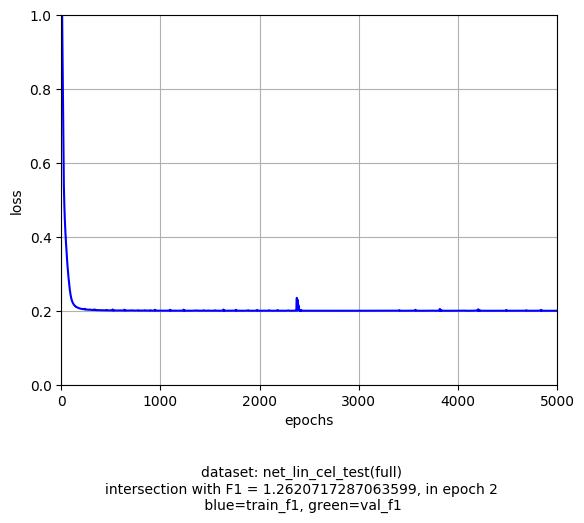 1.0
0.8
0.6
0.4
0.2
0.0
loss
0 1000 2000 3000 4000 5000
epochs
dataset: net_lin_cel_test(full)
intersection with F1 = 1.2620717287063599, in epoch 2
blue=train_f1, green=val_f1